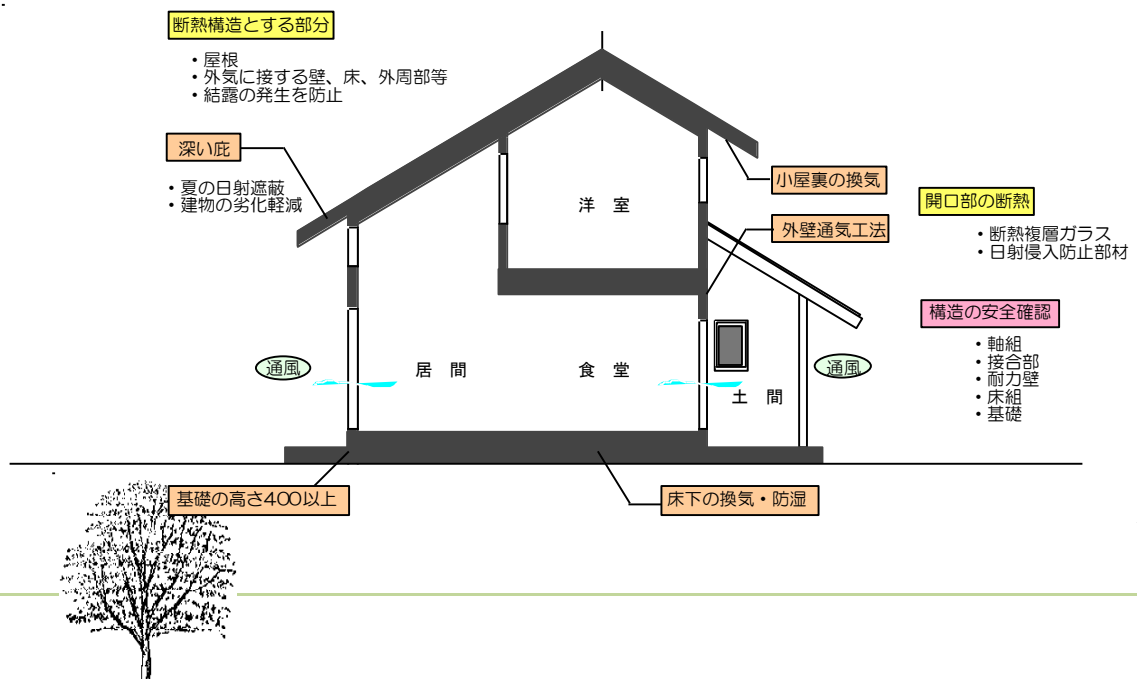 断熱構造とする部分
・屋根
・外気に接する壁、床、外周部等
・結露の発生を防止
深い庇
・夏の日射遮蔽
・建物の劣化軽減
小屋裏の換気
洋 室
外壁通気工法
開口部の断熱
・断熱複層ガラス
・日射侵入防止部材
構造の安全確認
・軸組
・接合部
・耐力壁
・床組
・基礎
通風
居 間
食 堂
土 間
通風
基礎の高さ400以上
床下の換気・防湿